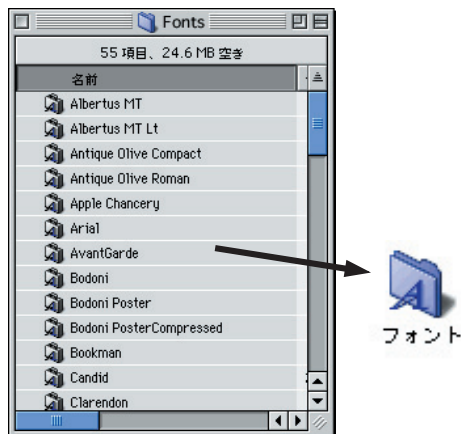 Fonts
55 項目、24.6 MB 空き
名前
Albertus MT
Albertus MT Lt
Antique Olive Compact
Antique Olive Roman
Apple Chancery
Arial
AvantGarde
Bodoni
Bodoni Poster
Bodoni PosterCompressed
Bookman
Candid
Clarendon
フォント